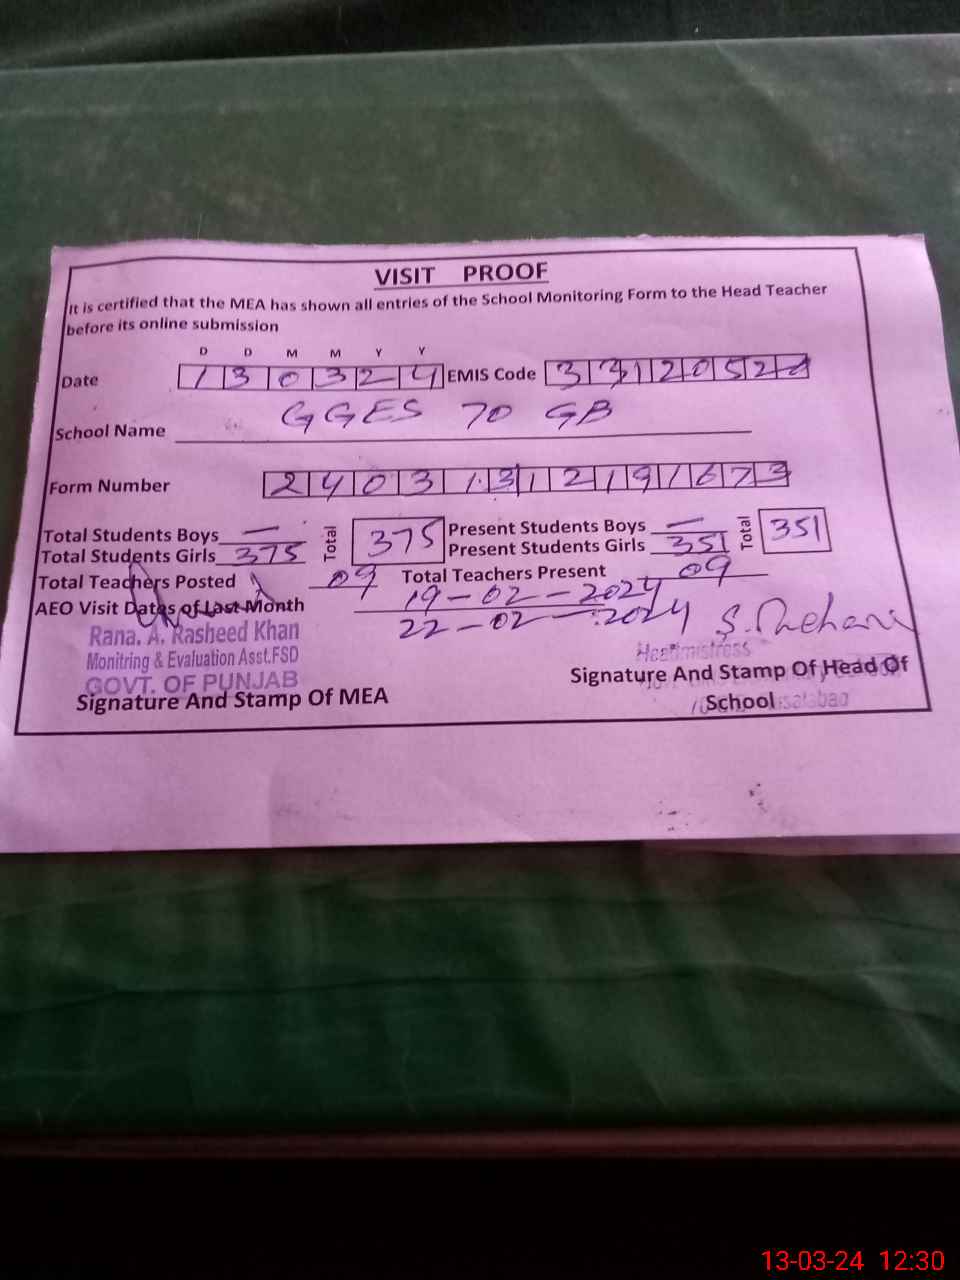 VISIT PROOF
It is certified that the MEA has shown all entries of the School Monitoring Form to the Head Teacher
before its online submission
D D M M Y Y
Date 1 3 0 3 2 4 EMIS Code 3 3 1 2 0 5 2
School Name GGES 70 GB
Form Number 2 4 0 3 1 3 1 2 1 9 1 6 7 3
Total Students Boys — Total 375 Present Students Boys — Total 351
Total Students Girls 375 Present Students Girls 351
Total Teachers Posted 09 Total Teachers Present 09
AEO Visit Dates of Last Month 19-02-2024
22-02-2024
Rana. A. Rasheed Khan
Monitring & Evaluation Asst.FSD
GOVT. OF PUNJAB
Signature And Stamp Of MEA
Headmistress
Signature And Stamp Of Head Of
School
13-03-24 12:30